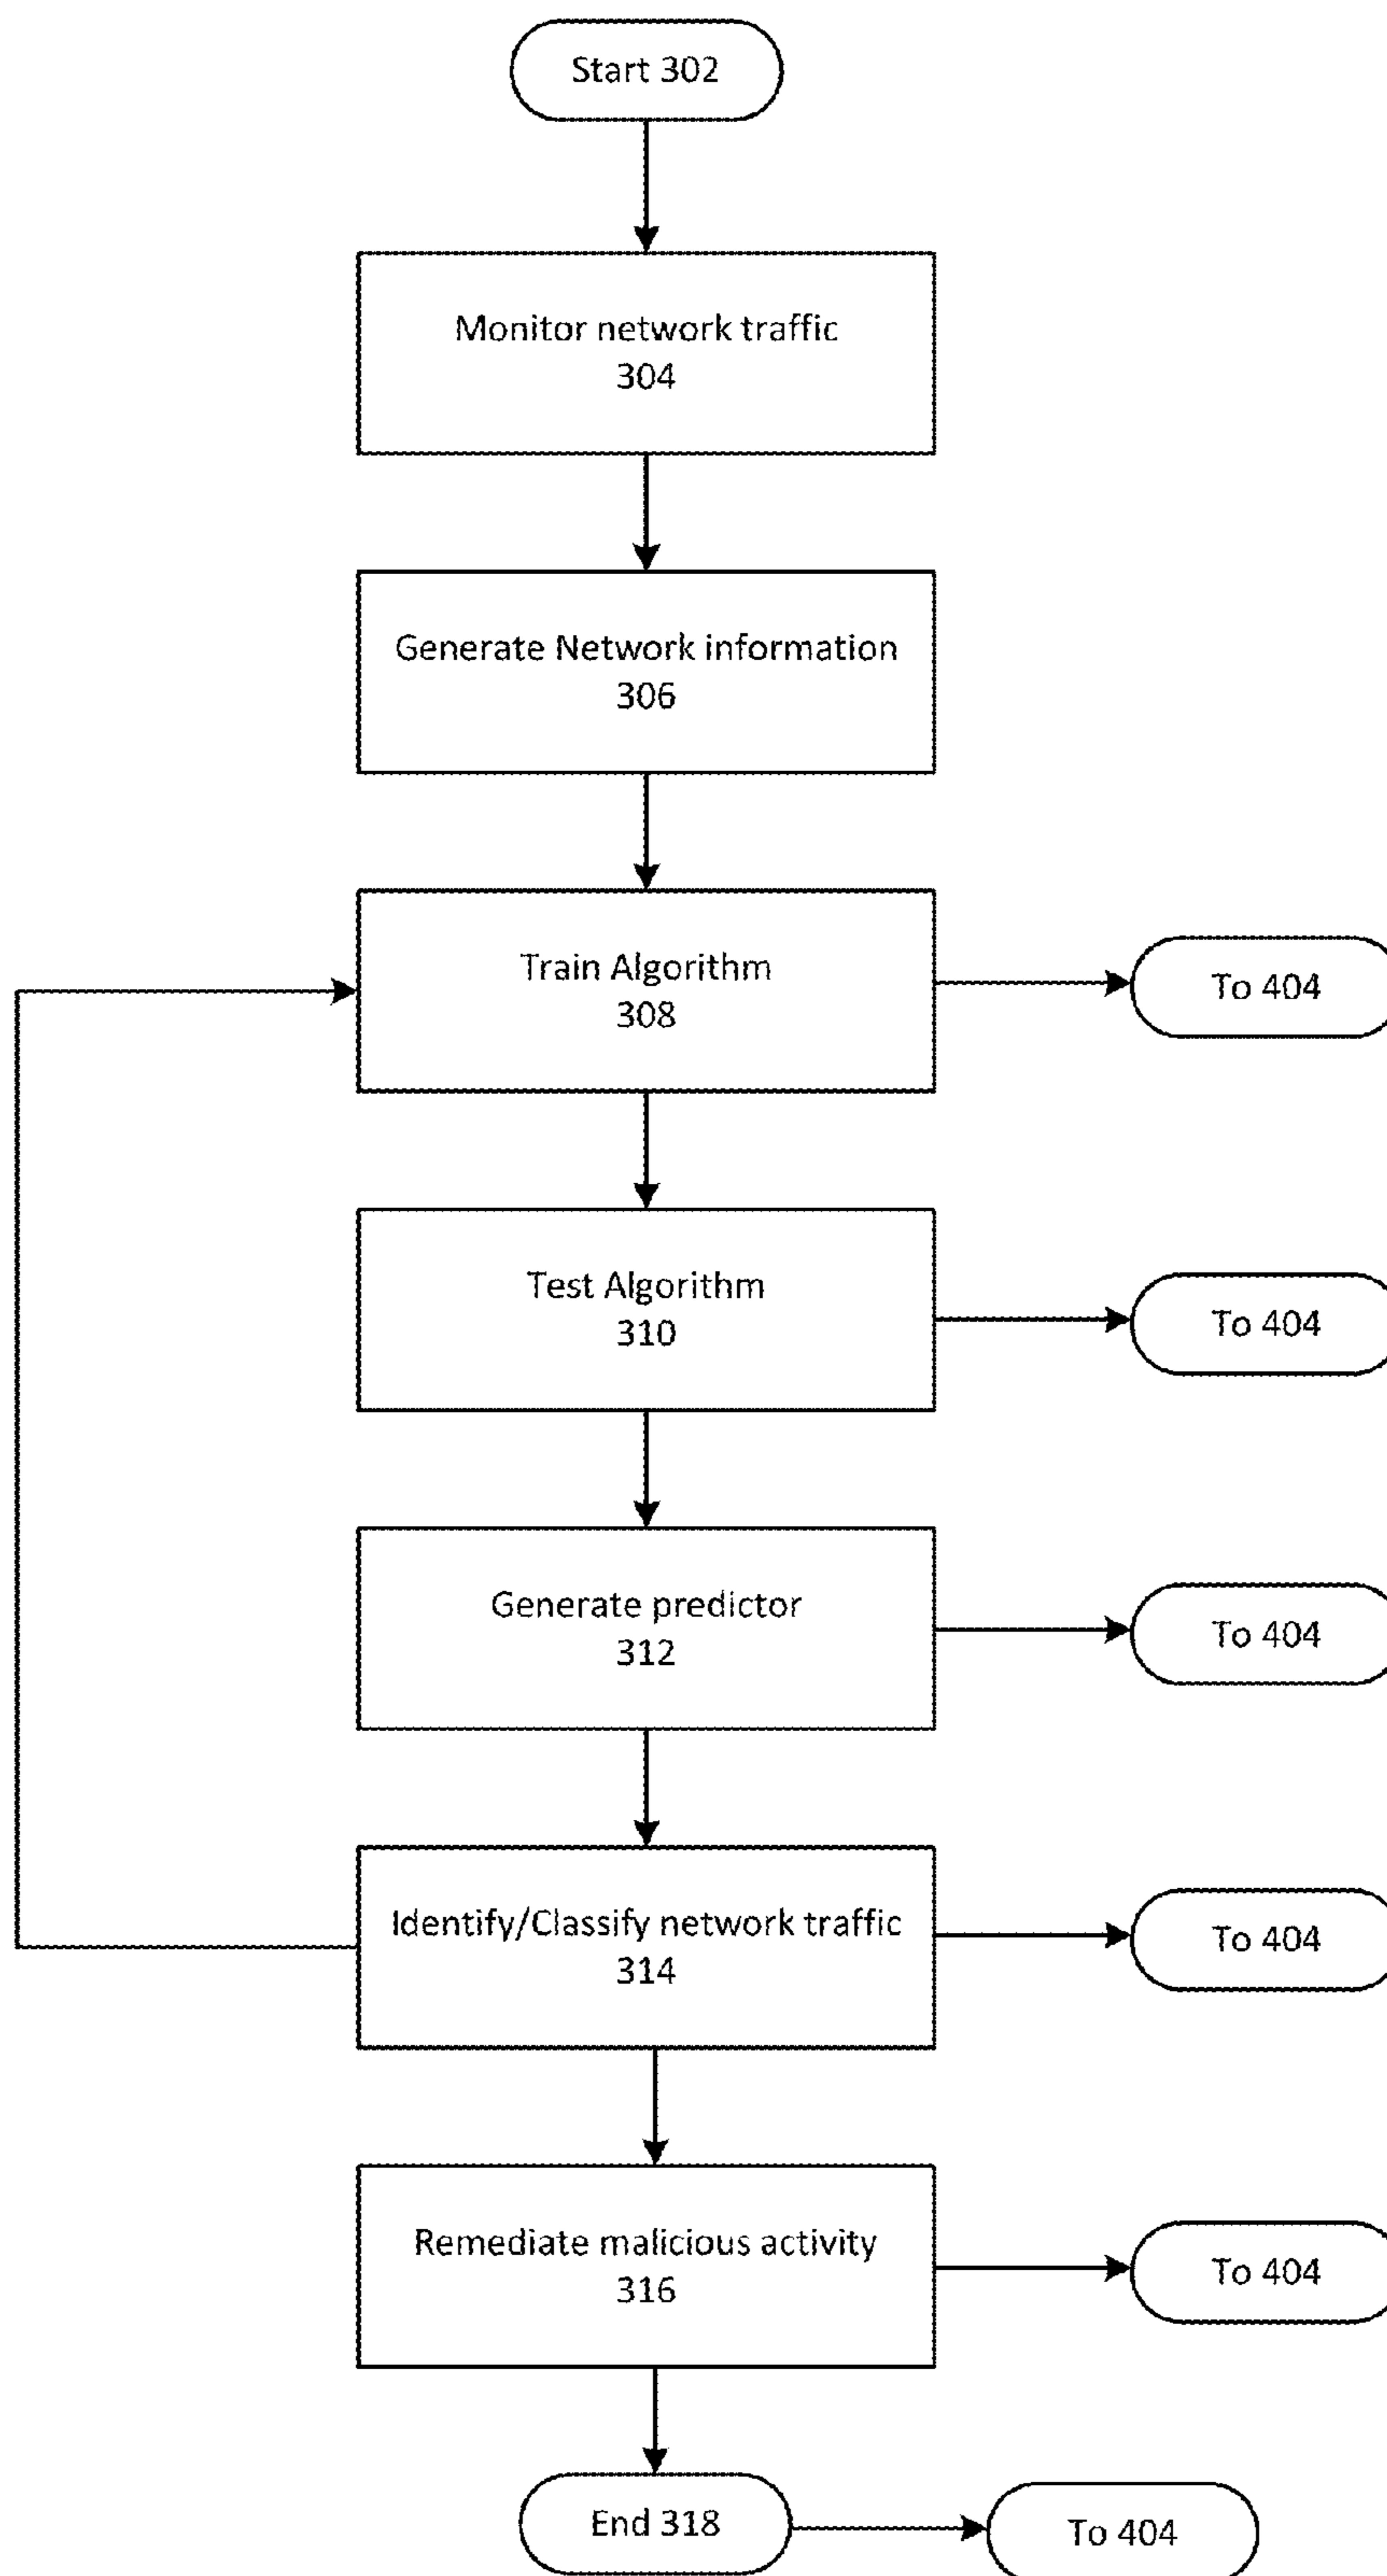 Start 302
Monitor network traffic
304
Generate Network information
306
Train Algorithm
308
To 404
Test Algorithm
310
To 404
Generate predictor
312
To 404
Identify/Classify network traffic
314
To 404
Remediate malicious activity
316
To 404
End 318
To 404